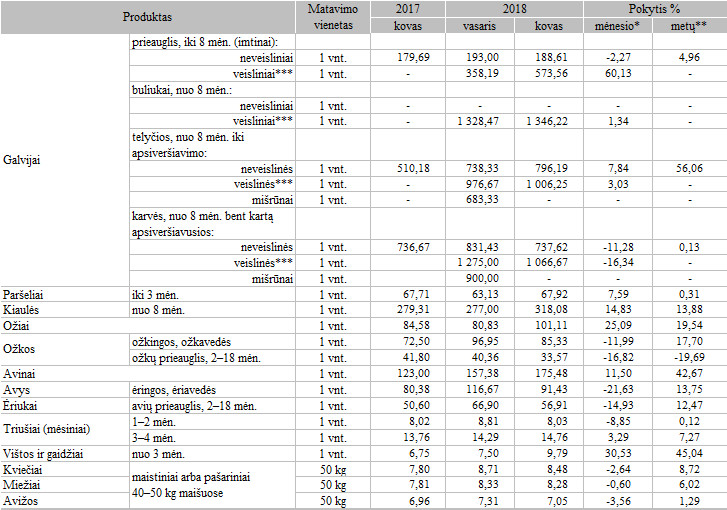 Produktas Matavimo vienetas 2017 2018 Pokytis %
kovas vasaris kovas mėnesio* metų**
Galvijai
prieauglis, iki 8 mėn. (imtinai):
neveisliniai 1 vnt. 179,69 193,00 188,61 -2,27 4,96
veisliniai*** 1 vnt. - 358,19 573,56 60,13 -
buliukai, nuo 8 mėn.:
neveisliniai 1 vnt. - - - - -
veisliniai*** 1 vnt. - 1 328,47 1 346,22 1,34 -
telyčios, nuo 8 mėn. iki
apsiveršiavimo:
neveislinės 1 vnt. 510,18 738,33 796,19 7,84 56,06
veislinės*** 1 vnt. - 976,67 1 006,25 3,03 -
mišrūnai 1 vnt. - 683,33 - - -
karvės, nuo 8 mėn. bent kartą
apsiveršiavusios:
neveislinės 1 vnt. 736,67 831,43 737,62 -11,28 0,13
veislinės*** 1 vnt. - 1 275,00 1 066,67 -16,34 -
mišrūnai 1 vnt. 900,00 - - -
Paršeliai iki 3 mėn. 1 vnt. 67,71 63,13 67,92 7,59 0,31
Kiaulės nuo 8 mėn. 1 vnt. 279,31 277,00 318,08 14,83 13,88
Ožiai 1 vnt. 84,58 80,83 101,11 25,09 19,54
Ožkos
ožkingos, ožkavedės 1 vnt. 72,50 96,95 85,33 -11,99 17,70
ožkų prieauglis, 2–18 mėn. 1 vnt. 41,80 40,36 33,57 -16,82 -19,69
Avinai 1 vnt. 123,00 157,38 175,48 11,50 42,67
Avys ėringos, ėriavedės 1 vnt. 80,38 116,67 91,43 -21,63 13,75
Ėriukai avių prieauglis, 2–18 mėn. 1 vnt. 50,60 66,90 56,91 -14,93 12,47
Triušiai (mėsiniai)
1–2 mėn. 1 vnt. 8,02 8,81 8,03 -8,85 0,12
3–4 mėn. 1 vnt. 13,76 14,29 14,76 3,29 7,27
Vištos ir gaidžiai nuo 3 mėn. 1 vnt. 6,75 7,50 9,79 30,53 45,04
Kviečiai maistiniai arba pašariniai 40–50 kg maišuose 50 kg 7,80 8,71 8,48 -2,64 8,72
Miežiai 50 kg 7,81 8,33 8,28 -0,60 6,02
Avižos 50 kg 6,96 7,31 7,05 -3,56 1,29